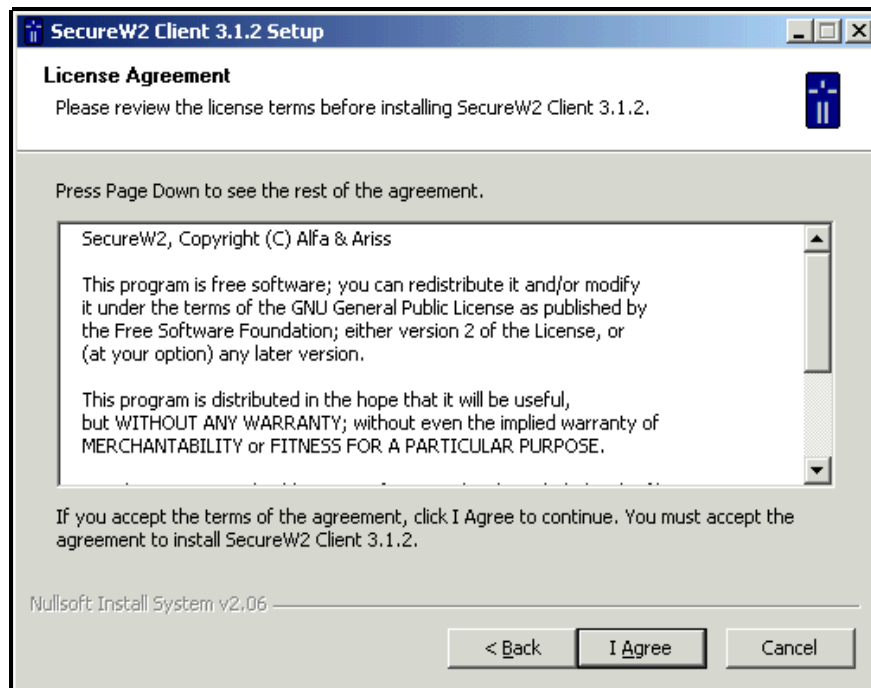 SecureW2 Client 3.1.2 Setup
License Agreement
Please review the license terms before installing SecureW2 Client 3.1.2.
Press Page Down to see the rest of the agreement.
SecureW2, Copyright (C) Alfa & Ariss
This program is free software; you can redistribute it and/or modify
it under the terms of the GNU General Public License as published by
the Free Software Foundation; either version 2 of the License, or
(at your option) any later version.
This program is distributed in the hope that it will be useful,
but WITHOUT ANY WARRANTY; without even the implied warranty of
MERCHANTABILITY or FITNESS FOR A PARTICULAR PURPOSE.
If you accept the terms of the agreement, click I Agree to continue. You must accept the
agreement to install SecureW2 Client 3.1.2.
Nullsoft Install System v2.06
< Back
I Agree
Cancel